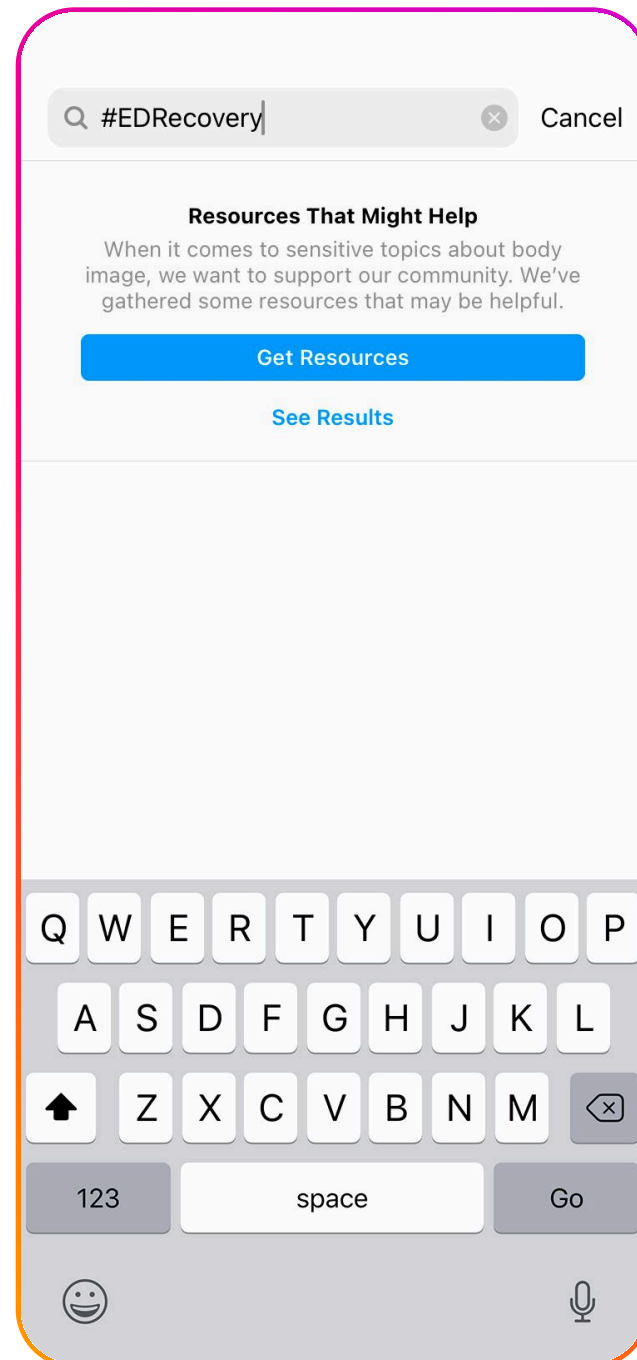 #EDRecovery Cancel
Resources That Might Help
When it comes to sensitive topics about body
image, we want to support our community. We’ve
gathered some resources that may be helpful.
Get Resources
See Results
Q W E R T Y U I O P
A S D F G H J K L
Z X C V B N M
123 space Go